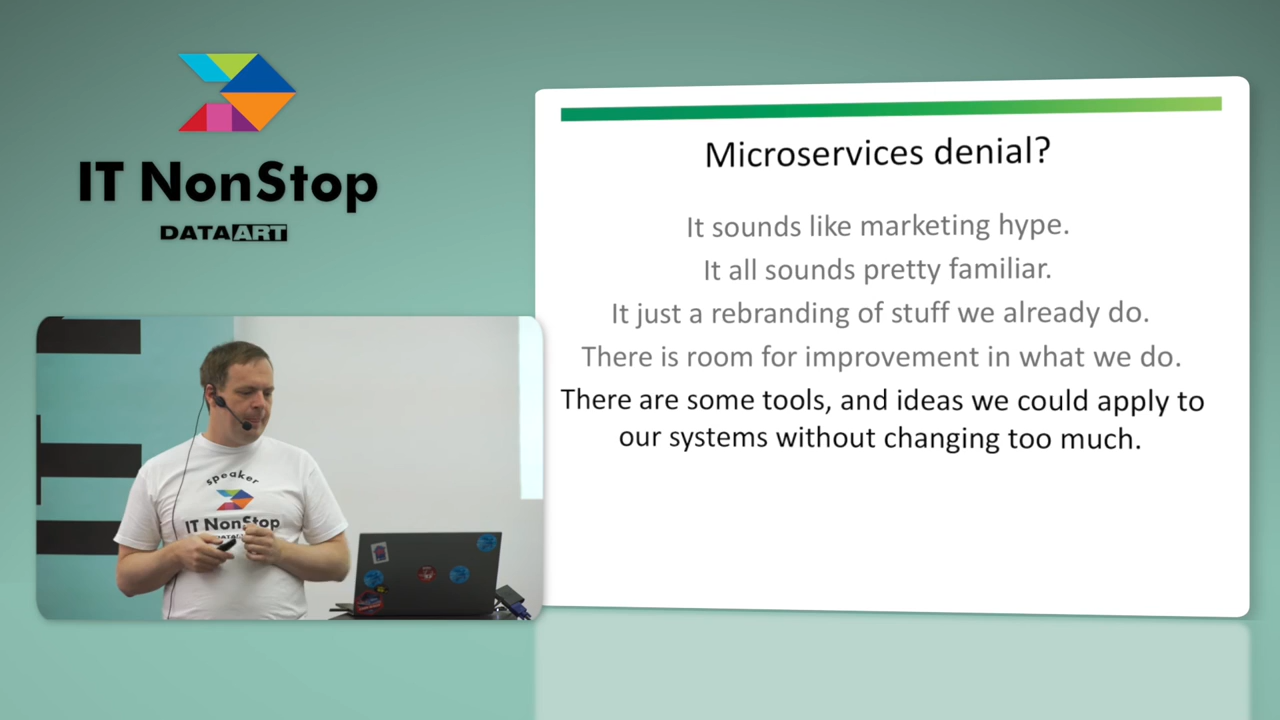 IT NonStop
DATAART
Microservices denial?
It sounds like marketing hype.
It all sounds pretty familiar.
It just a rebranding of stuff we already do.
There is room for improvement in what we do.
There are some tools, and ideas we could apply to
our systems without changing too much.
speaker
IT NonStop